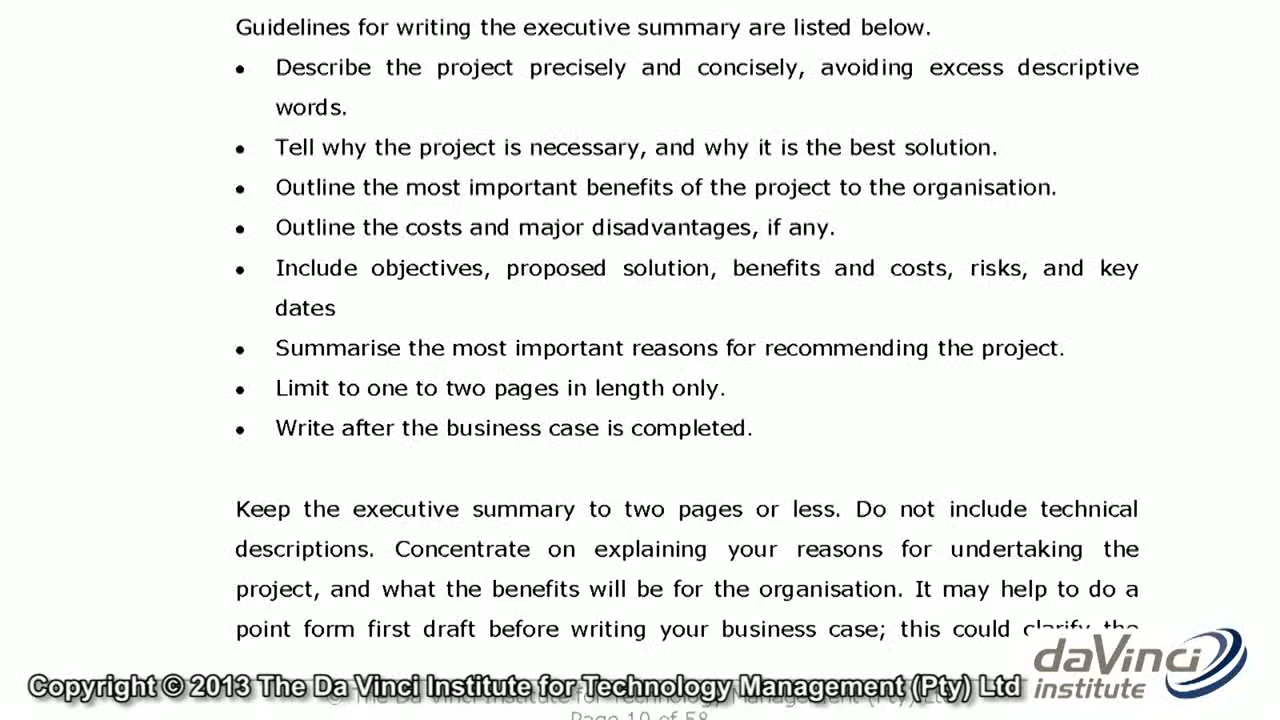 Guidelines for writing the executive summary are listed below.
• Describe the project precisely and concisely, avoiding excess descriptive
words.
• Tell why the project is necessary, and why it is the best solution.
• Outline the most important benefits of the project to the organisation.
• Outline the costs and major disadvantages, if any.
• Include objectives, proposed solution, benefits and costs, risks, and key
dates
• Summarise the most important reasons for recommending the project.
• Limit to one to two pages in length only.
• Write after the business case is completed.
Keep the executive summary to two pages or less. Do not include technical
descriptions. Concentrate on explaining your reasons for undertaking the
project, and what the benefits will be for the organisation. It may help to do a
point form first draft before writing your business case; this could clarify the
daVinci
institute
Copyright © 2013 The Da Vinci Institute for Technology Management (Pty) Ltd
Page 10 of 58